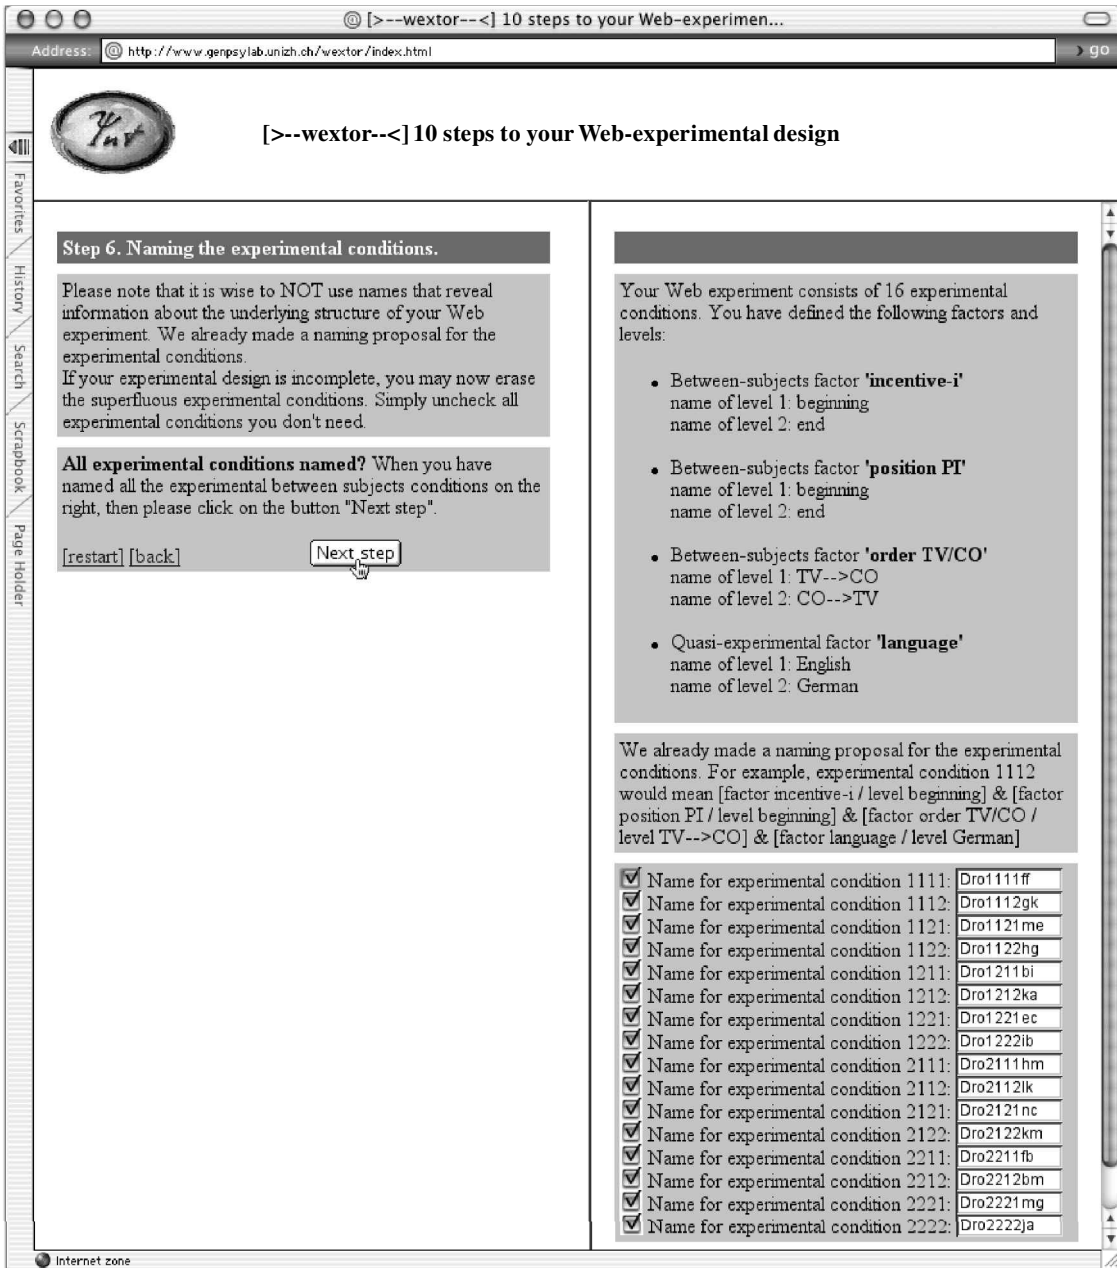 @ [>--wextor--<] 10 steps to your Web-experimen...
Address: @ http://www.genpsylab.unizh.ch/wextor/index.html go
[>--wextor--<] 10 steps to your Web-experimental design
Favorites
History
Search
Scrapbook
Page Holder
Step 6. Naming the experimental conditions.
Please note that it is wise to NOT use names that reveal
information about the underlying structure of your Web
experiment. We already made a naming proposal for the
experimental conditions.
If your experimental design is incomplete, you may now erase
the superfluous experimental conditions. Simply uncheck all
experimental conditions you don't need.
All experimental conditions named? When you have
named all the experimental between subjects conditions on the
right, then please click on the button "Next step".
[restart] [back]
Next step
Your Web experiment consists of 16 experimental
conditions. You have defined the following factors and
levels:
• Between-subjects factor 'incentive-i'
name of level 1: beginning
name of level 2: end
• Between-subjects factor 'position PI'
name of level 1: beginning
name of level 2: end
• Between-subjects factor 'order TV/CO'
name of level 1: TV-->CO
name of level 2: CO-->TV
• Quasi-experimental factor 'language'
name of level 1: English
name of level 2: German
We already made a naming proposal for the experimental
conditions. For example, experimental condition 1112
would mean [factor incentive-i / level beginning] & [factor
position PI / level beginning] & [factor order TV/CO /
level TV-->CO] & [factor language / level German]
Name for experimental condition 1111: Dro1111ff
Name for experimental condition 1112: Dro1112gk
Name for experimental condition 1121: Dro1121me
Name for experimental condition 1122: Dro1122hg
Name for experimental condition 1211: Dro1211bi
Name for experimental condition 1212: Dro1212ka
Name for experimental condition 1221: Dro1221ec
Name for experimental condition 1222: Dro1222ib
Name for experimental condition 2111: Dro2111hm
Name for experimental condition 2112: Dro2112lk
Name for experimental condition 2121: Dro2121nc
Name for experimental condition 2122: Dro2122km
Name for experimental condition 2211: Dro2211fb
Name for experimental condition 2212: Dro2212bm
Name for experimental condition 2221: Dro2221mg
Name for experimental condition 2222: Dro2222ja
Internet zone